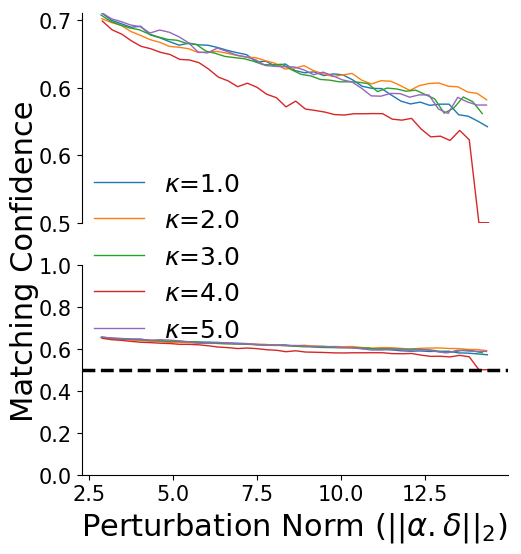 0.7
0.6
0.6
0.5
κ=1.0
κ=2.0
κ=3.0
κ=4.0
κ=5.0
Matching Confidence
1.0
0.8
0.6
0.4
0.2
0.0
2.5 5.0 7.5 10.0 12.5
Perturbation Norm (||α.δ||₂)